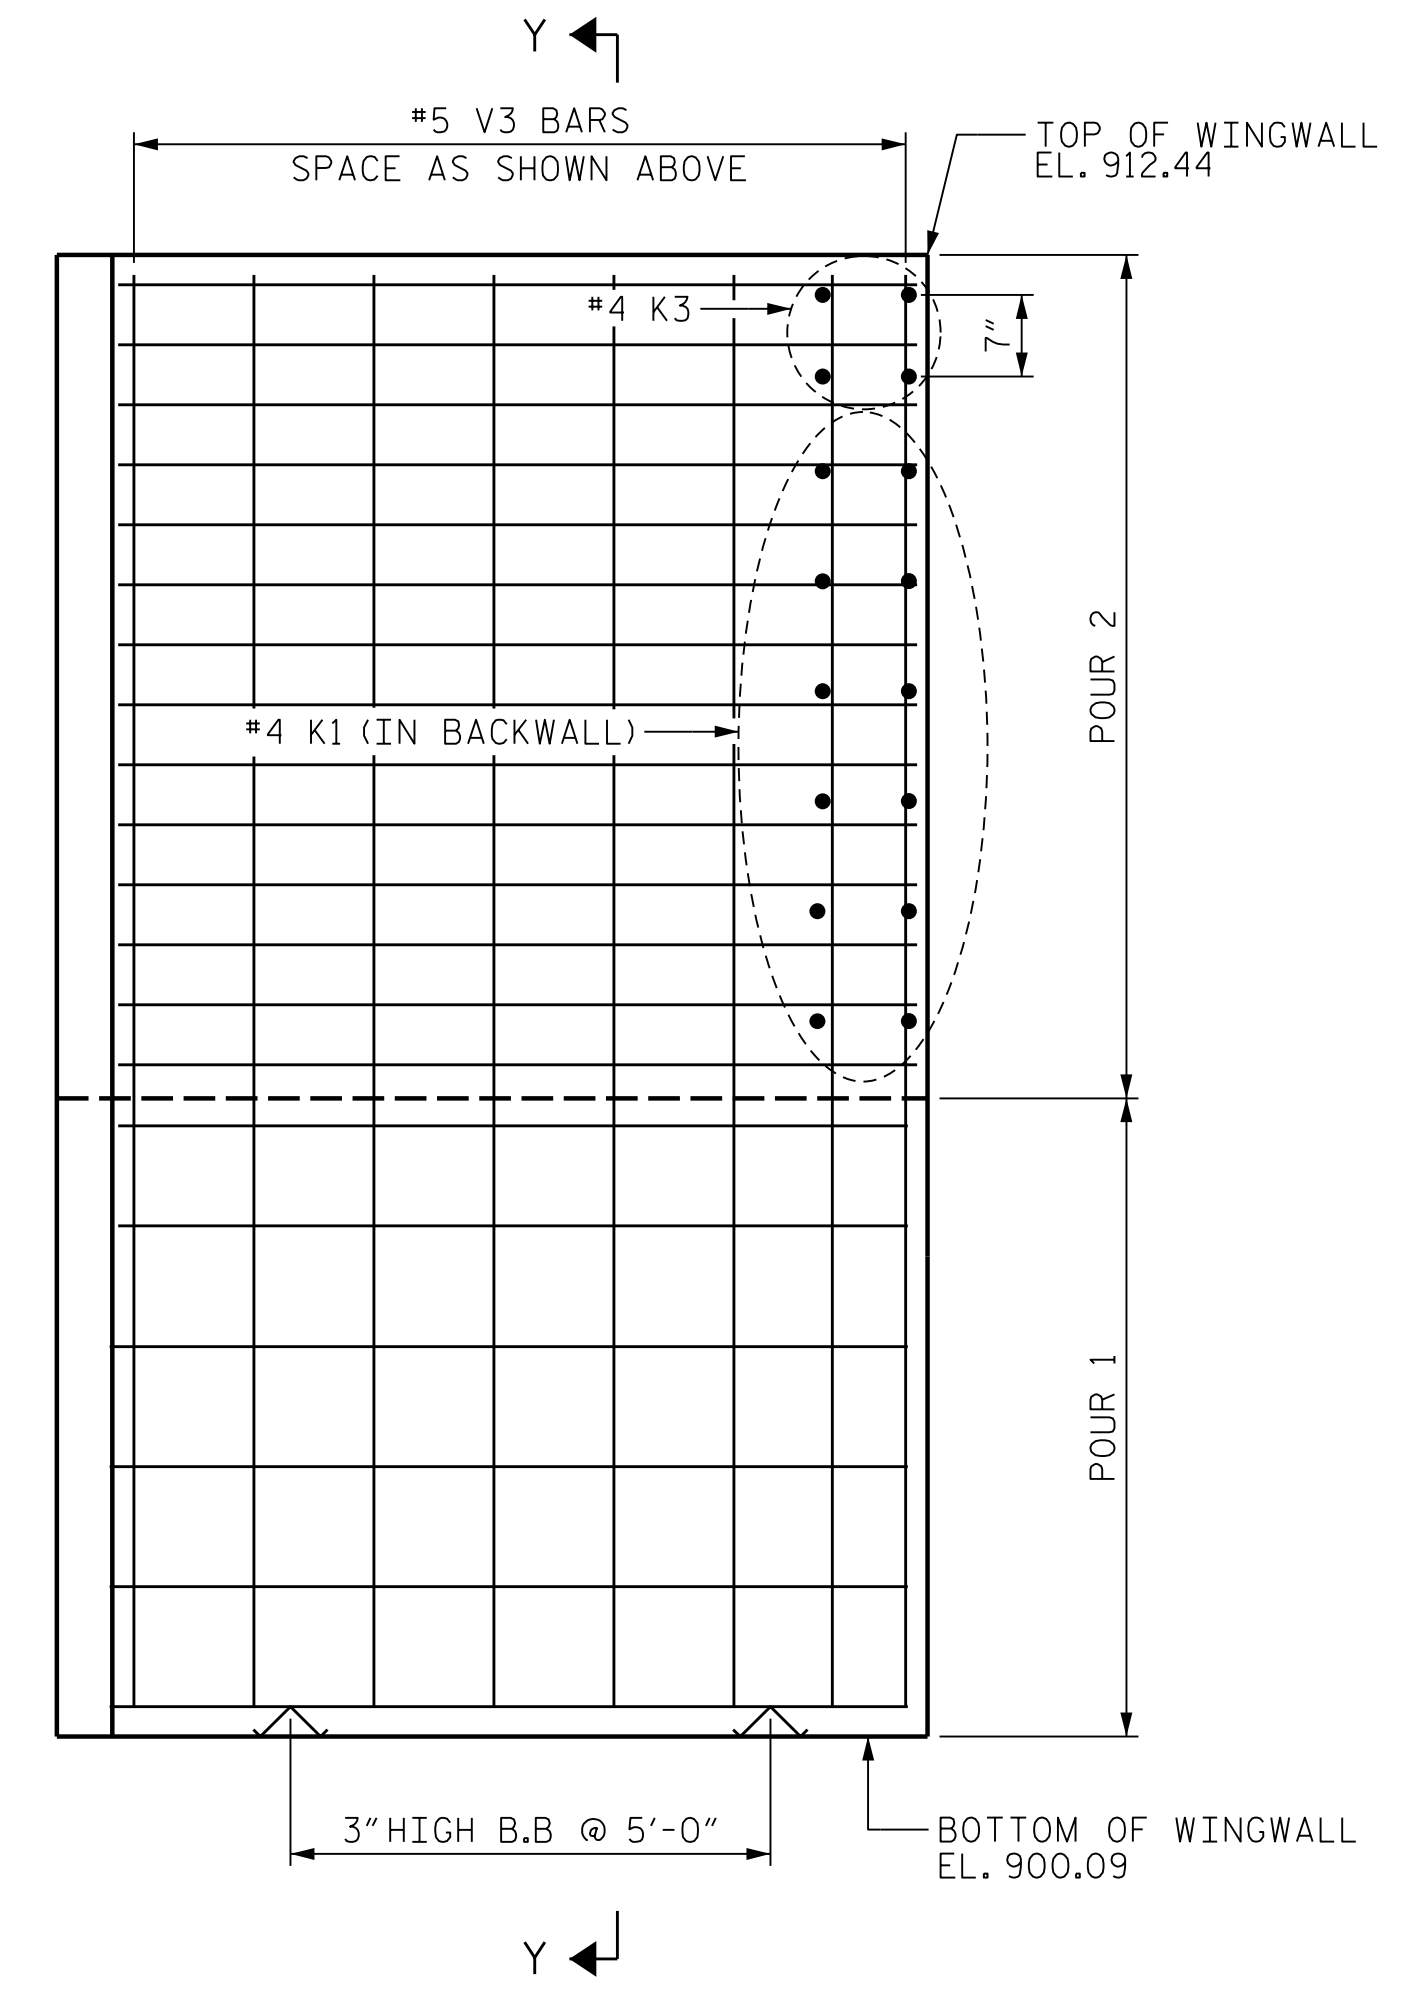 Y
#5 V3 BARS
SPACE AS SHOWN ABOVE
TOP OF WINGWALL
EL. 912.44
#4 K3
7"
#4 K1 (IN BACKWALL)
POUR 2
POUR 1
3" HIGH B.B @ 5'-0"
BOTTOM OF WINGWALL
EL. 900.09
Y